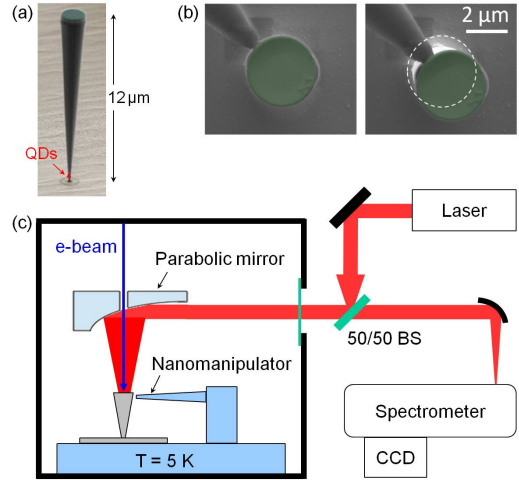 (a)
12 µm
QDs
(b)
2 µm
(c)
e-beam
Parabolic mirror
Nanomanipulator
T = 5 K
Laser
50/50 BS
Spectrometer
CCD